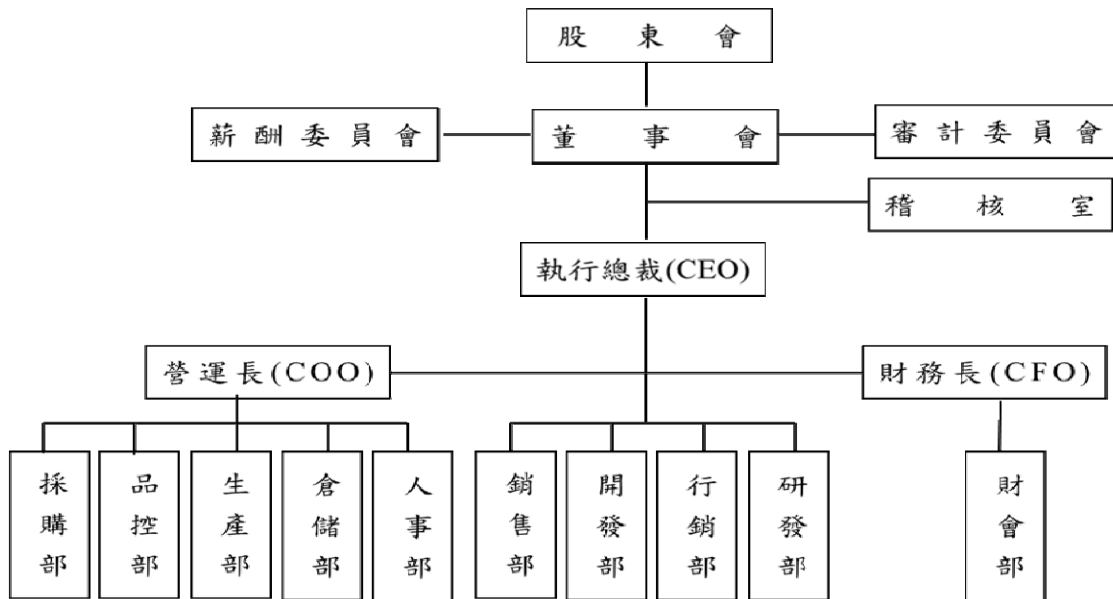 股東會
薪酬委員會
董事會
審計委員會
稽核室
執行總裁(CEO)
營運長(COO)
財務長(CFO)
採購部
品控部
生產部
倉儲部
人事部
銷售部
開發部
行銷部
研發部
財會部